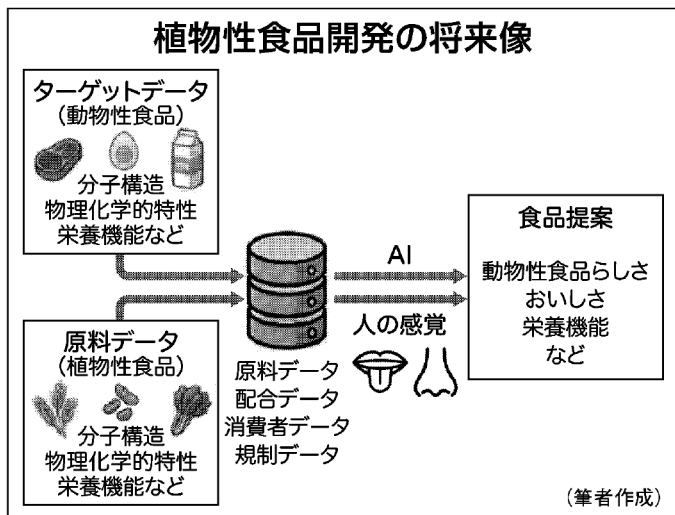 植物性食品開発の将来像
ターゲットデータ
(動物性食品)
分子構造
物理化学的特性
栄養機能など
原料データ
(植物性食品)
分子構造
物理化学的特性
栄養機能など
原料データ
配合データ
消費者データ
規制データ
AI
人の感覚
食品提案
動物性食品らしさ
おいしさ
栄養機能
など
(筆者作成)